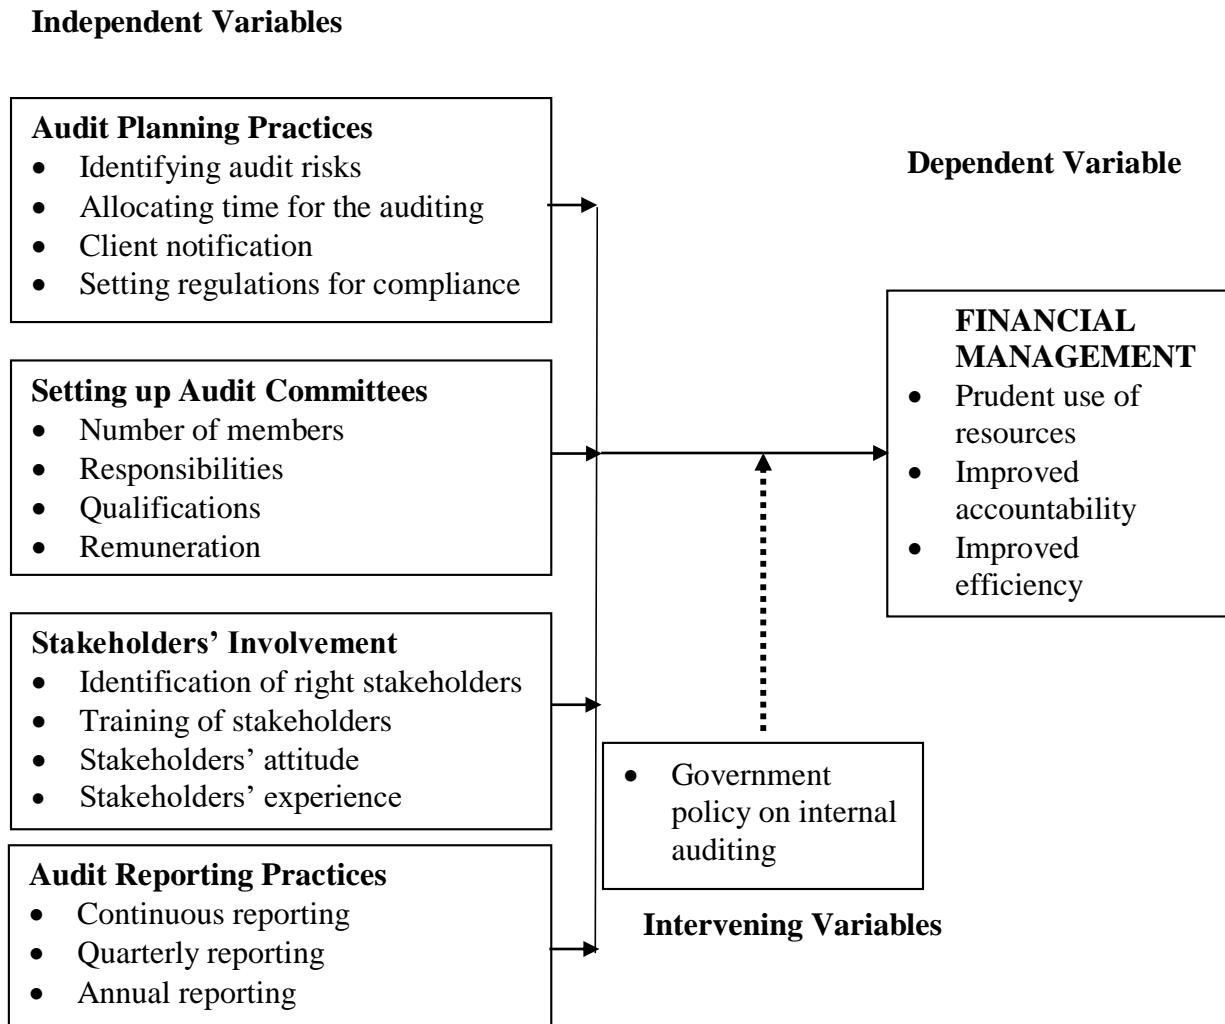 Independent Variables
Audit Planning Practices
• Identifying audit risks
• Allocating time for the auditing
• Client notification
• Setting regulations for compliance
Setting up Audit Committees
• Number of members
• Responsibilities
• Qualifications
• Remuneration
Stakeholders’ Involvement
• Identification of right stakeholders
• Training of stakeholders
• Stakeholders’ attitude
• Stakeholders’ experience
Audit Reporting Practices
• Continuous reporting
• Quarterly reporting
• Annual reporting
Dependent Variable
FINANCIAL
MANAGEMENT
• Prudent use of
resources
• Improved
accountability
• Improved
efficiency
• Government
policy on internal
auditing
Intervening Variables